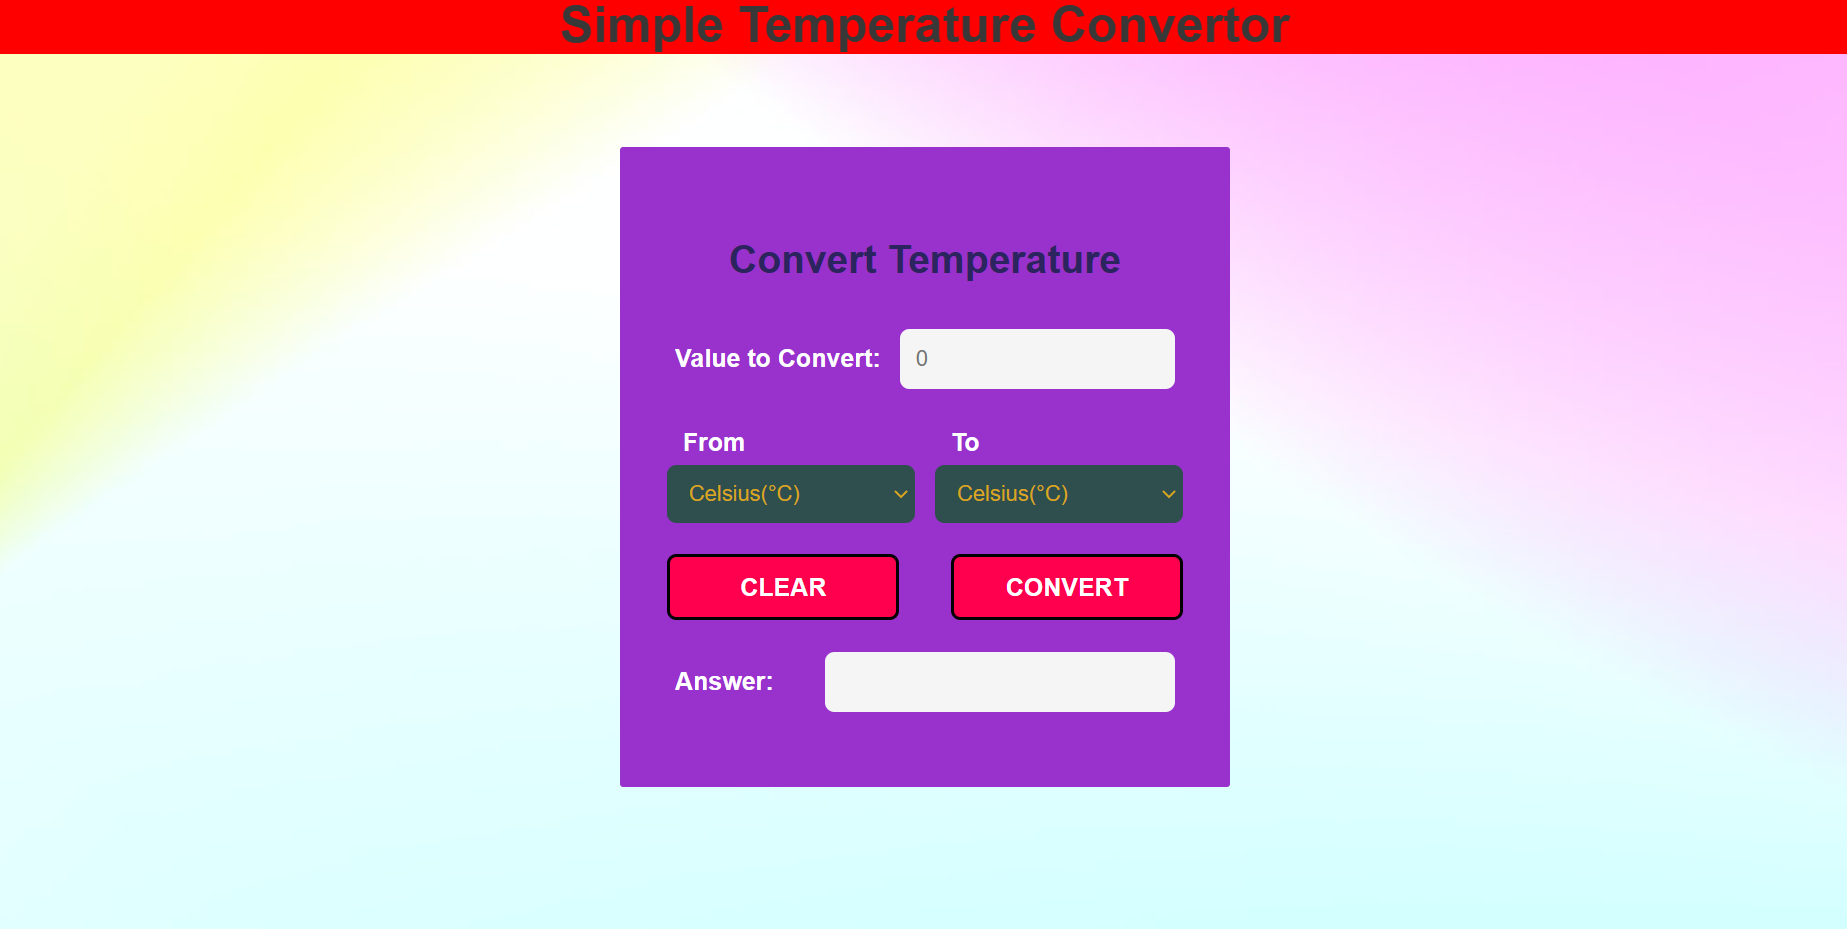 Simple Temperature Convertor
Convert Temperature
Value to Convert: 0
From To
Celsius(°C) Celsius(°C)
CLEAR CONVERT
Answer: